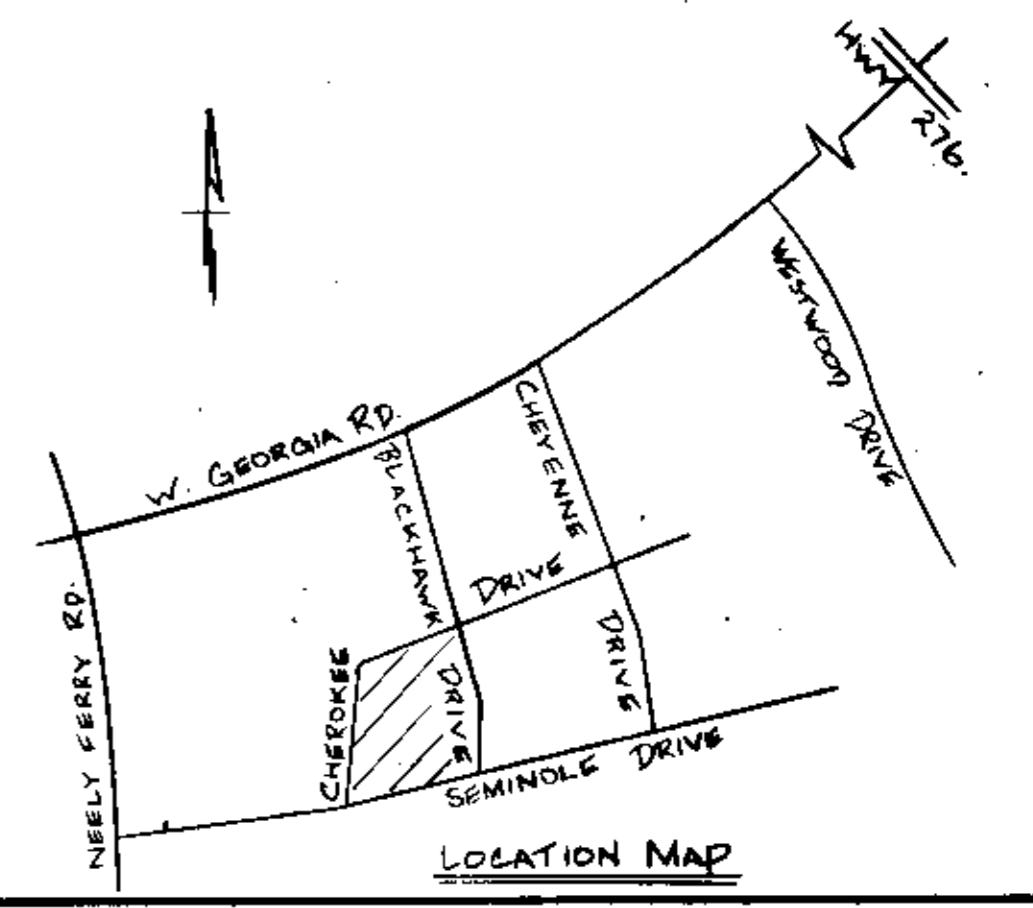 HWY
276.
WESTWOOD DRIVE
CHEYENNE DRIVE
W. GEORGIA RD.
BLACKHAWK DRIVE
DRIVE
CHEROKEE
NEELY FERRY RD.
SEMINOLE DRIVE
LOCATION MAP